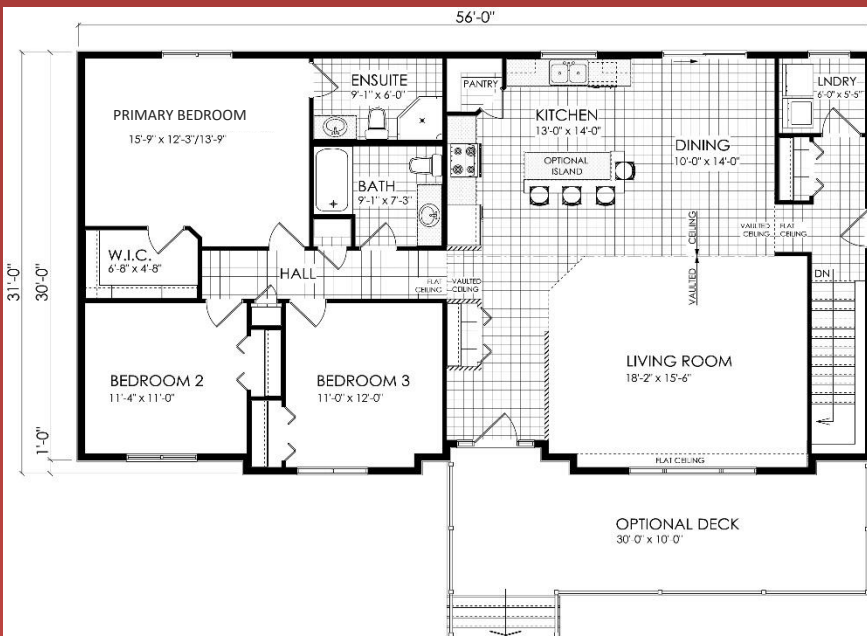 56'-0"
ENSUITE
9'-1" x 6'-0"
PANTRY
LNDRY
6'-0" x 5'-5"
PRIMARY BEDROOM
15'-9" x 12'-3"/13'-9"
KITCHEN
13'-0" x 14'-0"
DINING
10'-0" x 14'-0"
OPTIONAL
ISLAND
BATH
9'-1" x 7'-3"
VAULTED
CEILING
FLAT
CEILING
CEILING
VAULTED
W.I.C.
6'-8" x 4'-8"
HALL
FLAT
CEILING
VAULTED
CEILING
DN
31'-0"
30'-0"
1'-0"
BEDROOM 2
11'-4" x 11'-0"
BEDROOM 3
11'-0" x 12'-0"
LIVING ROOM
18'-2" x 15'-6"
FLAT CEILING
OPTIONAL DECK
30'-0" x 10'-0"